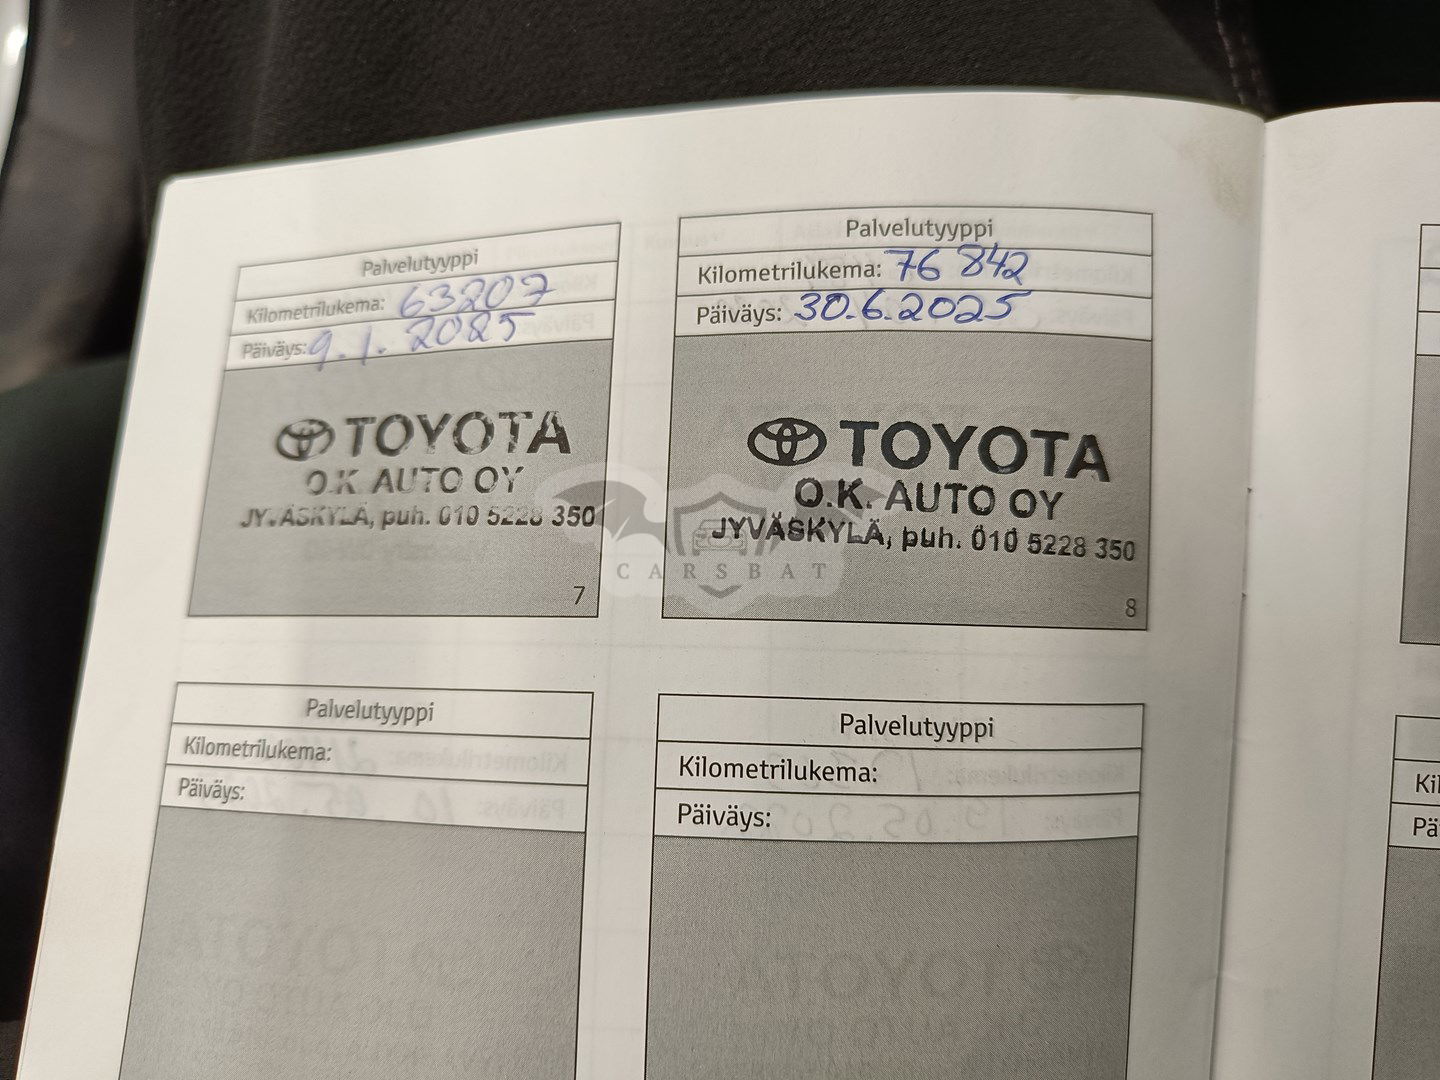 Palvelutyyppi
Kilometrilukema: 63207
Päiväys: 9.1. 2025
TOYOTA
O.K. AUTO OY
JYVÄSKYLÄ, puh. 010 5228 350
7
Palvelutyyppi
Kilometrilukema: 76 842
Päiväys: 30.6.2025
TOYOTA
O.K. AUTO OY
JYVÄSKYLÄ, puh. 010 5228 350
8
CARSBAT
Palvelutyyppi
Kilometrilukema:
Päiväys:
Palvelutyyppi
Kilometrilukema:
Päiväys:
Ki
Pä